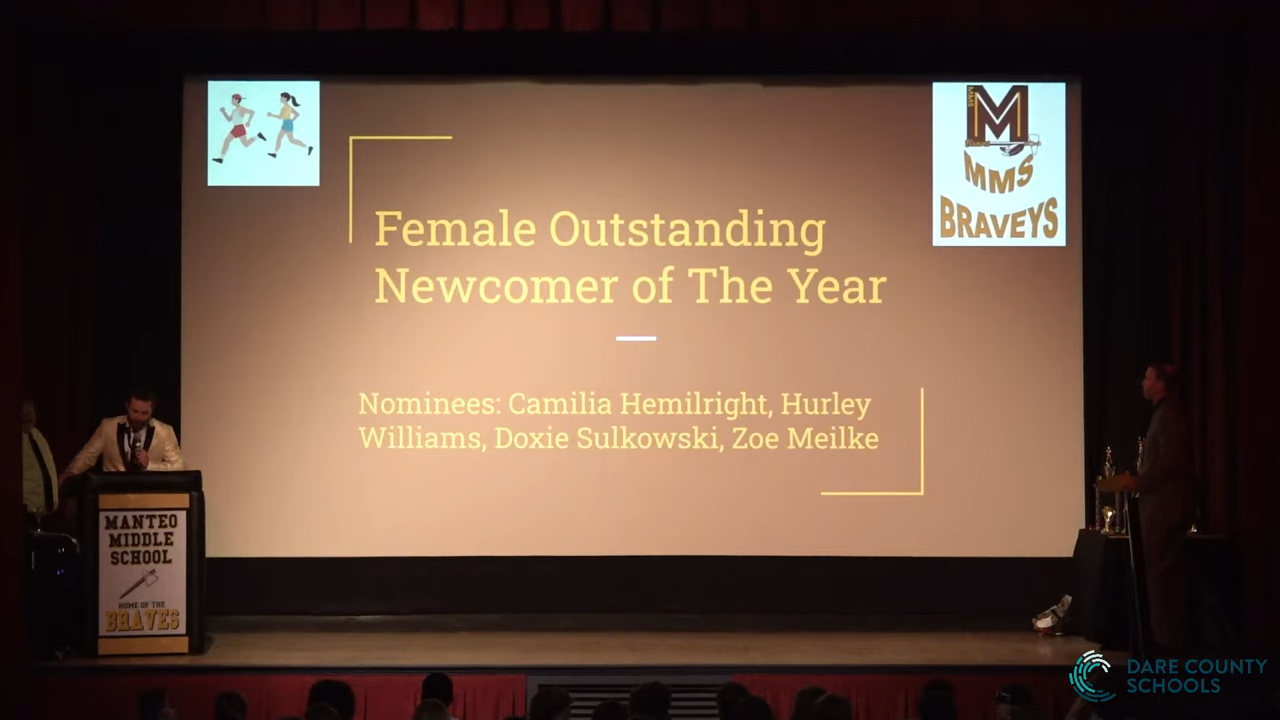 MMS
M
MMS
BRAVEYS
Female Outstanding
Newcomer of The Year
Nominees: Camilia Hemilright, Hurley
Williams, Doxie Sulkowski, Zoe Meilke
MANTEO
MIDDLE
SCHOOL
HOME OF THE
BRAVES
DARE COUNTY
SCHOOLS